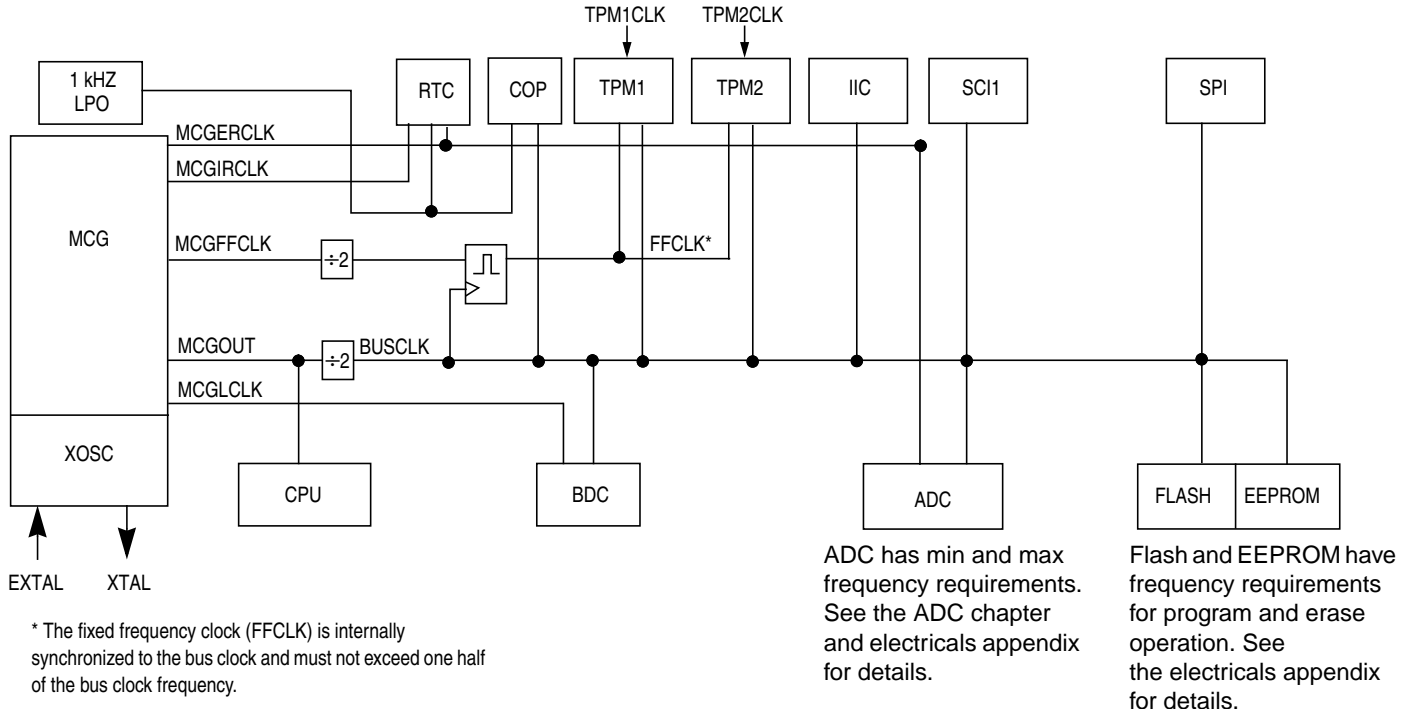 TPM1CLK TPM2CLK
1 kHZ
LPO
RTC
COP
TPM1
TPM2
IIC
SCI1
SPI
MCGERCLK
MCGIRCLK
MCG
MCGFFCLK
÷2
FFCLK*
MCGOUT
÷2
BUSCLK
MCGLCLK
XOSC
CPU
BDC
ADC
FLASH
EEPROM
EXTAL
XTAL
ADC has min and max
frequency requirements.
See the ADC chapter
and electricals appendix
for details.
Flash and EEPROM have
frequency requirements
for program and erase
operation. See
the electricals appendix
for details.
* The fixed frequency clock (FFCLK) is internally
synchronized to the bus clock and must not exceed one half
of the bus clock frequency.